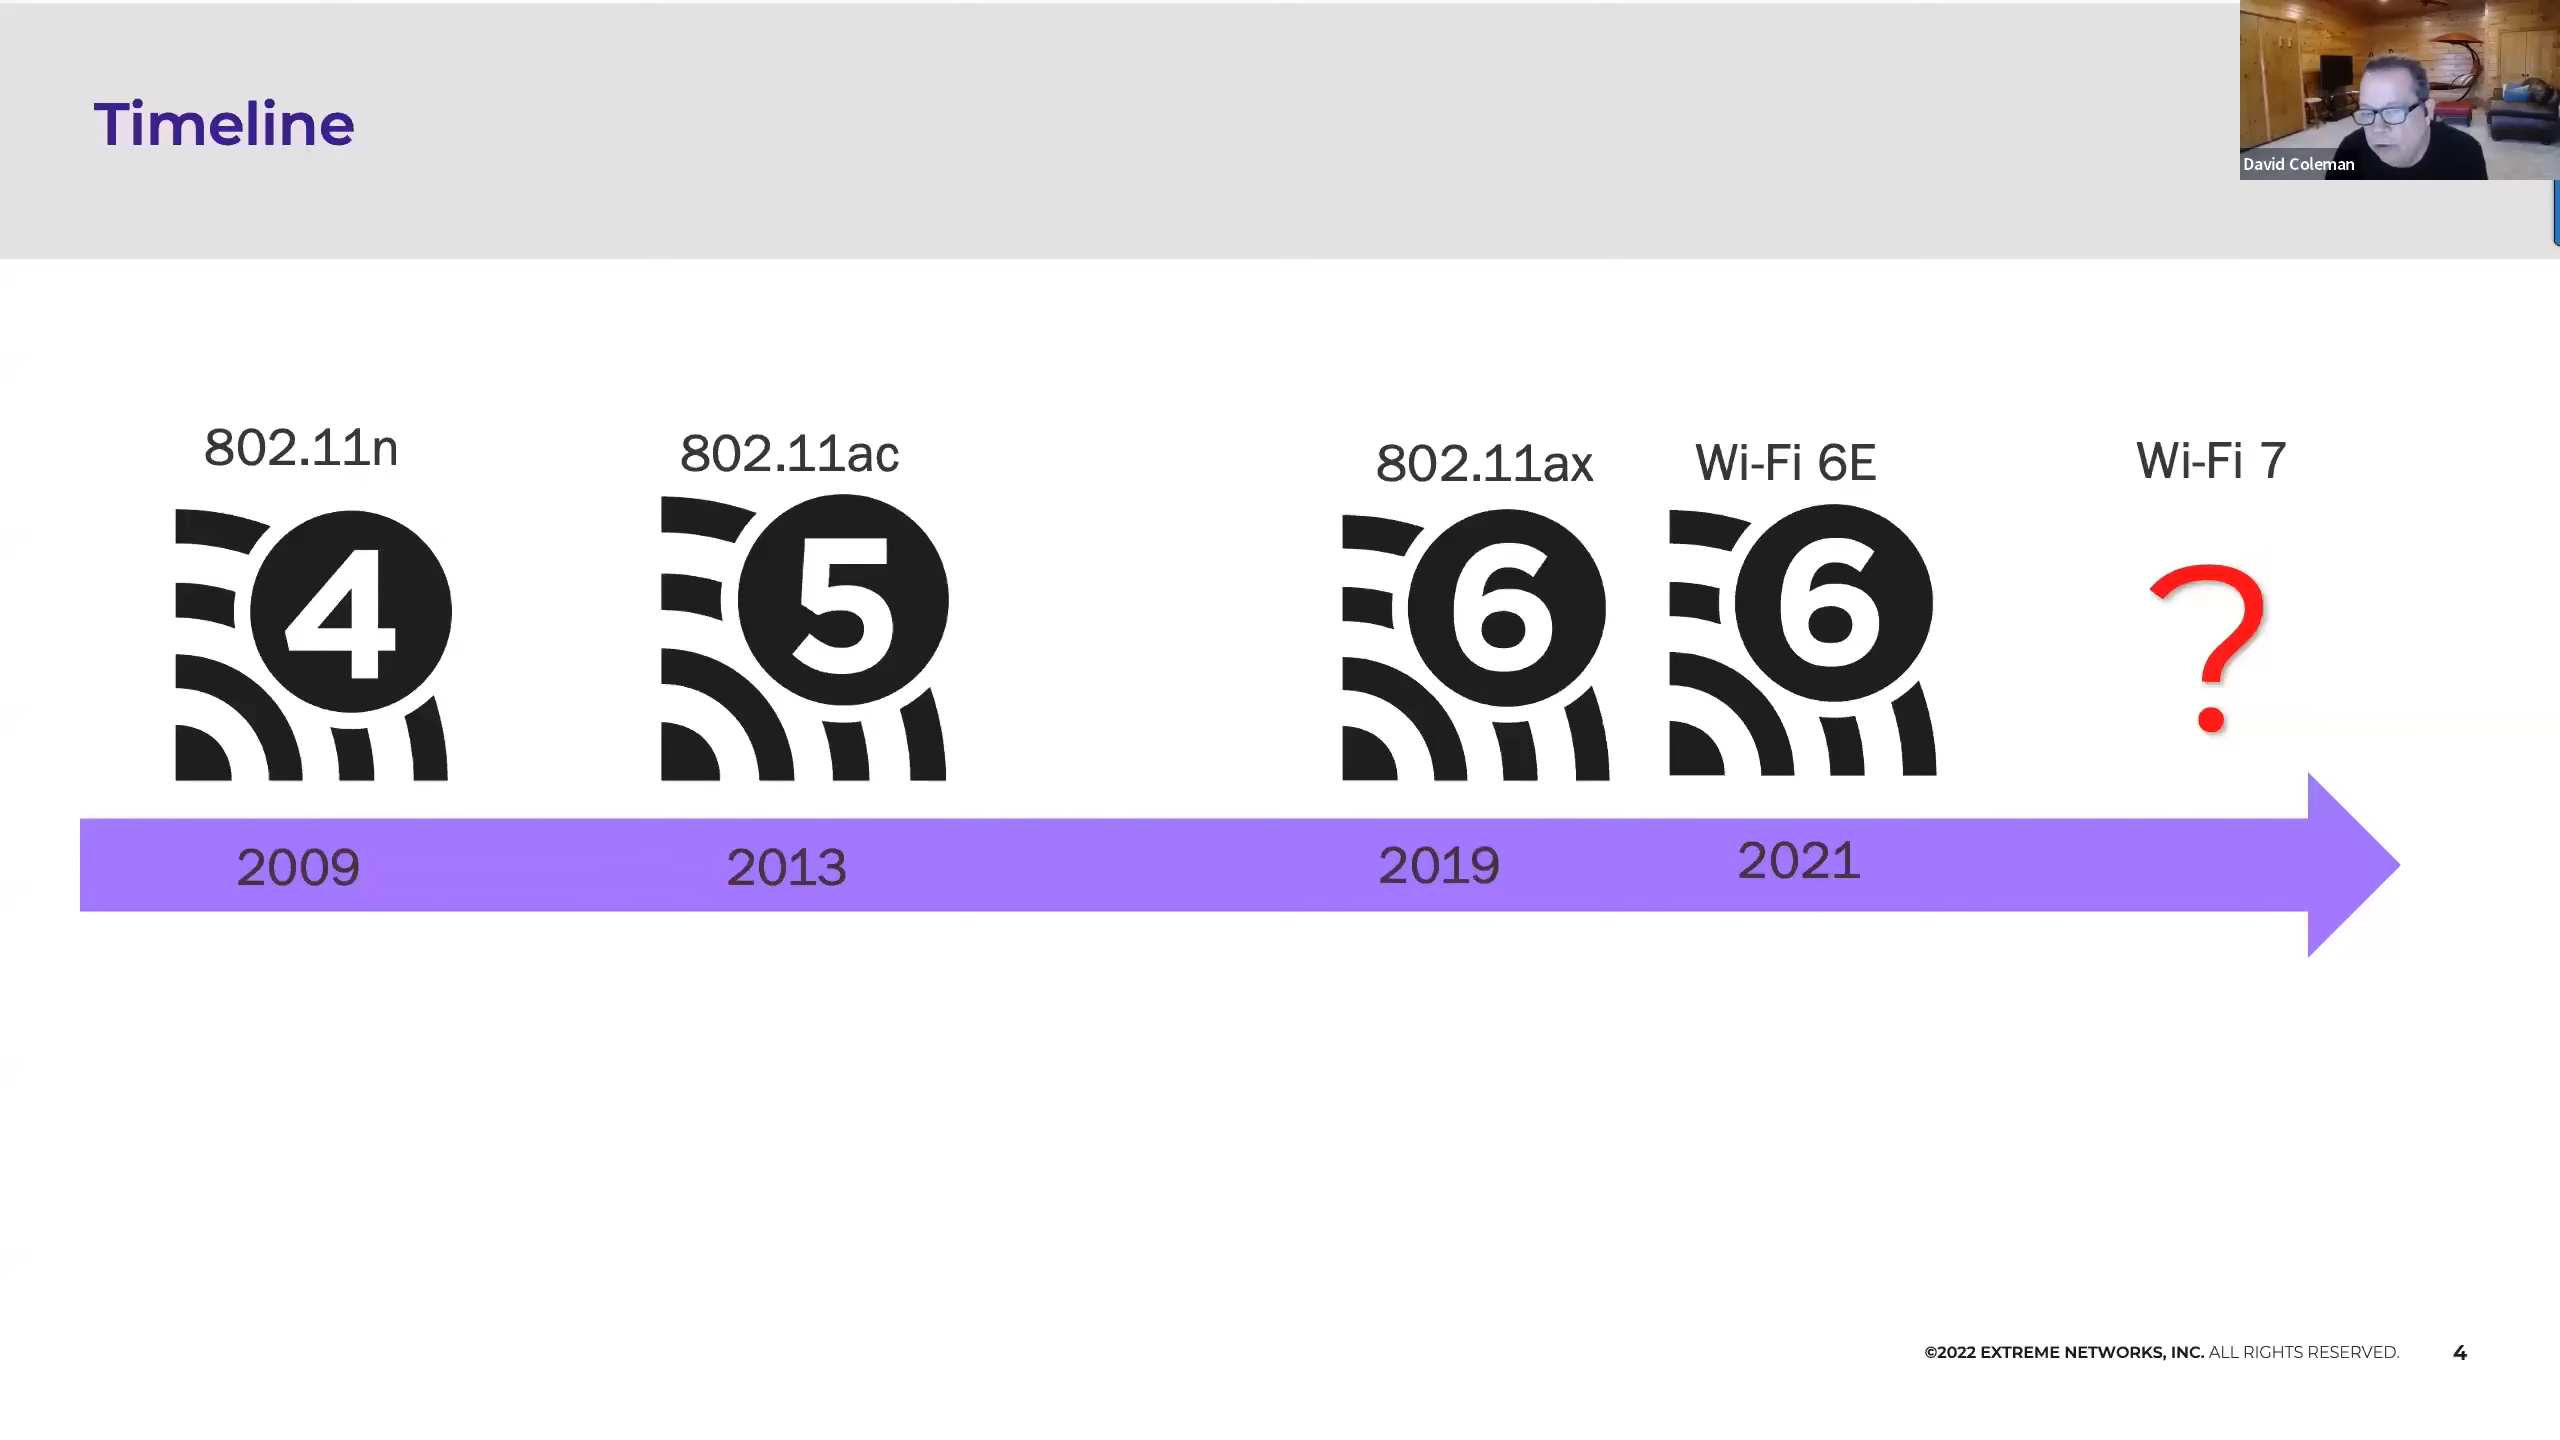 Timeline
David Coleman
802.11n
802.11ac
802.11ax
Wi-Fi 6E
Wi-Fi 7
4
5
6
6
?
2009
2013
2019
2021
©2022 EXTREME NETWORKS, INC. ALL RIGHTS RESERVED.
4